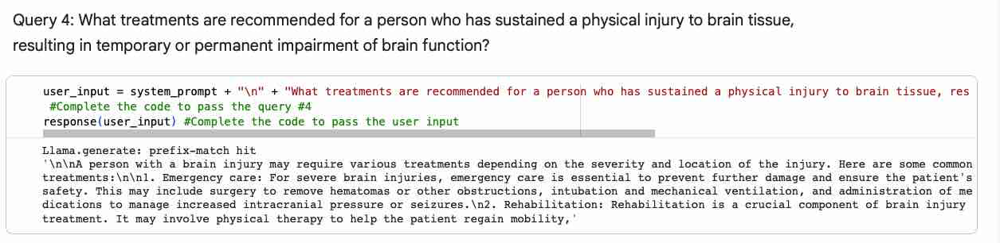 Query 4: What treatments are recommended for a person who has sustained a physical injury to brain tissue,
resulting in temporary or permanent impairment of brain function?
user_input = system_prompt + "\n" + "What treatments are recommended for a person who has sustained a physical injury to brain tissue, res
#Complete the code to pass the query #4
response(user_input) #Complete the code to pass the user input
Llama.generate: prefix-match hit
'\n\nA person with a brain injury may require various treatments depending on the severity and location of the injury. Here are some common
treatments:\n\n1. Emergency care: For severe brain injuries, emergency care is essential to prevent further damage and ensure the patient's
safety. This may include surgery to remove hematomas or other obstructions, intubation and mechanical ventilation, and administration of me
dications to manage increased intracranial pressure or seizures.\n2. Rehabilitation: Rehabilitation is a crucial component of brain injury
treatment. It may involve physical therapy to help the patient regain mobility,'